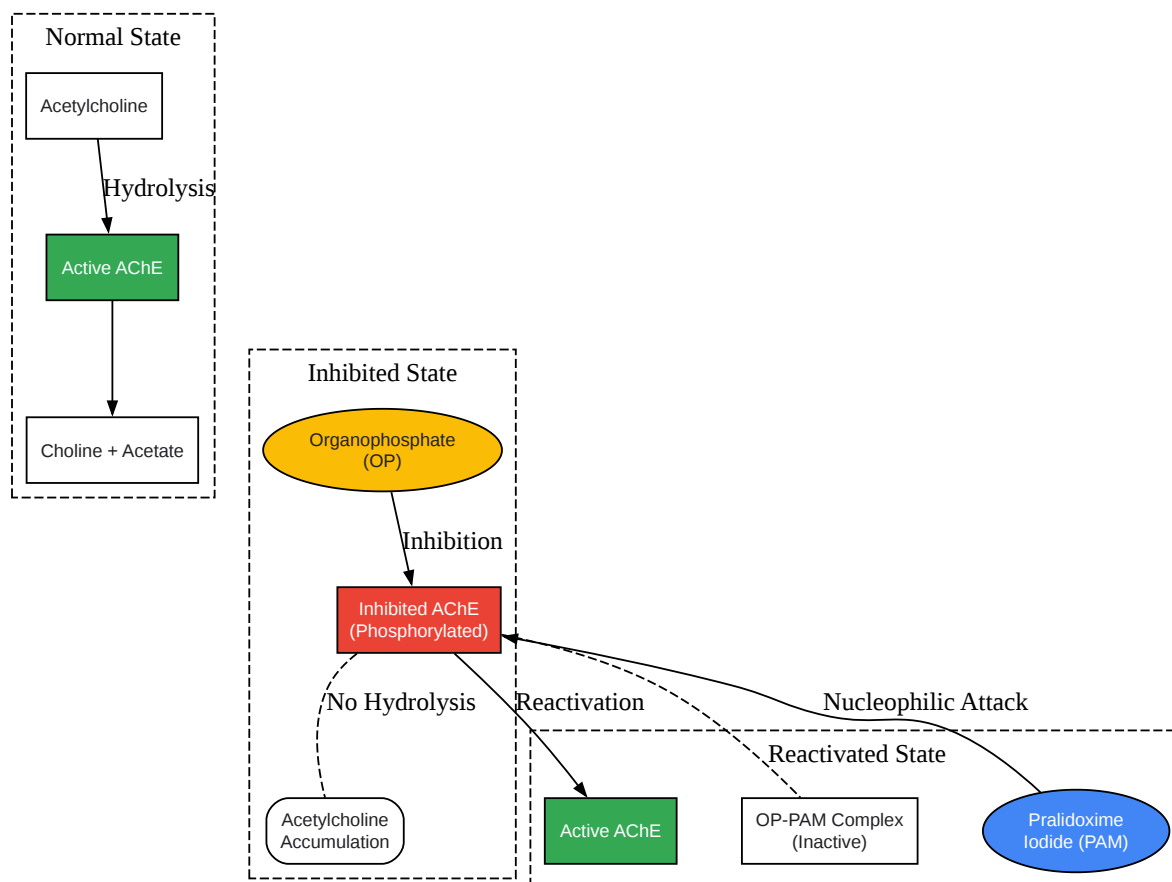 Normal State
Acetylcholine
Hydrolysis
Active AChE
Choline + Acetate
Inhibited State
Organophosphate
(OP)
Inhibition
Inhibited AChE
(Phosphorylated)
No Hydrolysis
Reactivation
Nucleophilic Attack
Reactivated State
Acetylcholine
Accumulation
Active AChE
OP-PAM Complex
(Inactive)
Pralidoxime
Iodide (PAM)